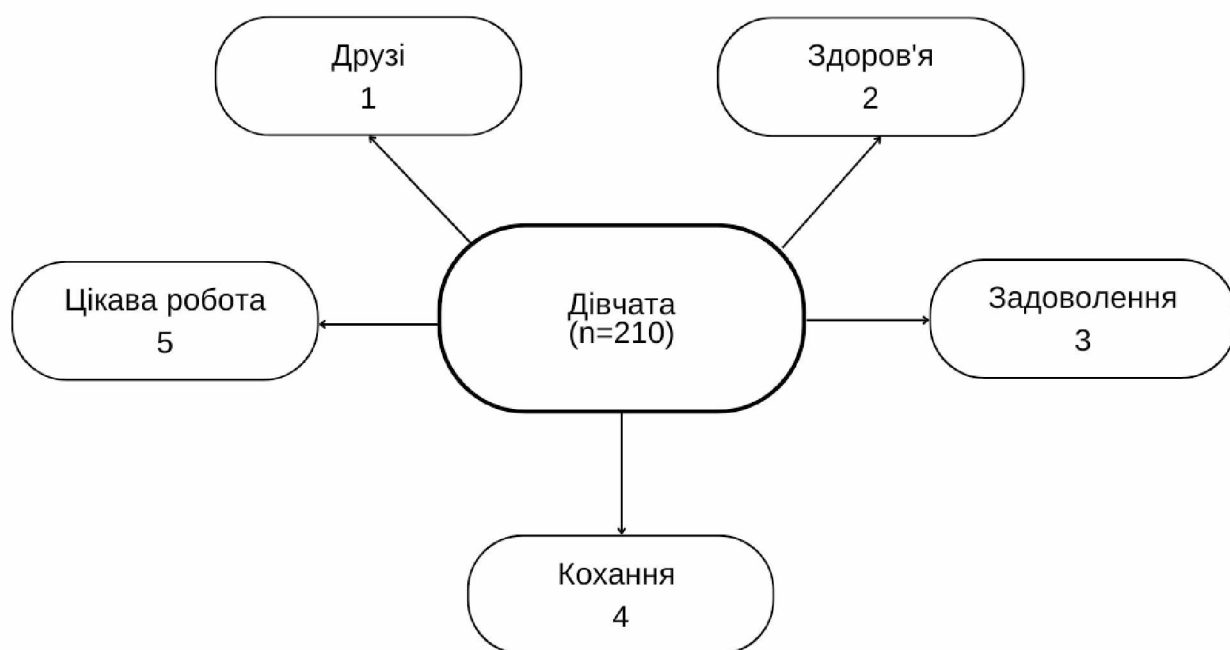 Друзі
1
Здоров'я
2
Цікава робота
5
Дівчата
(n=210)
Задоволення
3
Кохання
4